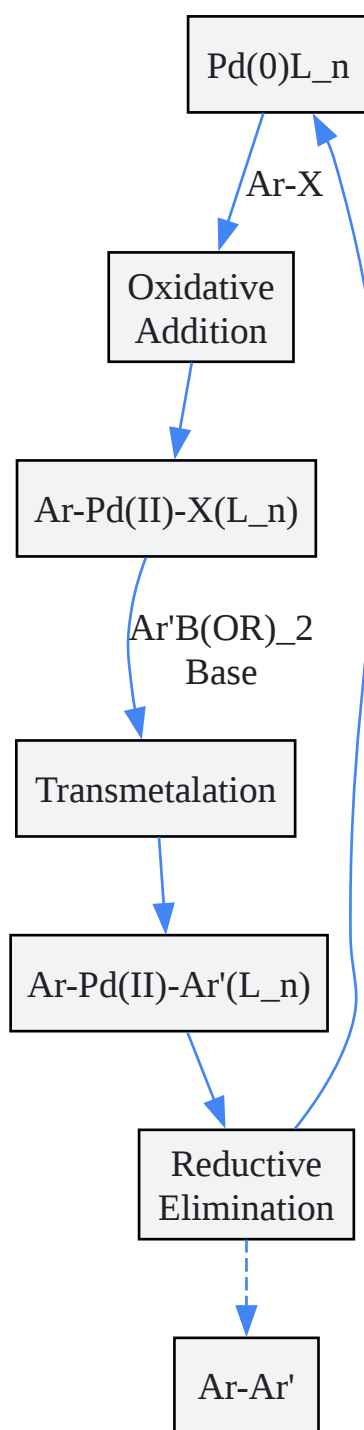 Pd(0)L_n
Ar-X
Oxidative
Addition
Ar-Pd(II)-X(L_n)
Ar'B(OR)_2
Base
Transmetalation
Ar-Pd(II)-Ar'(L_n)
Reductive
Elimination
Ar-Ar'